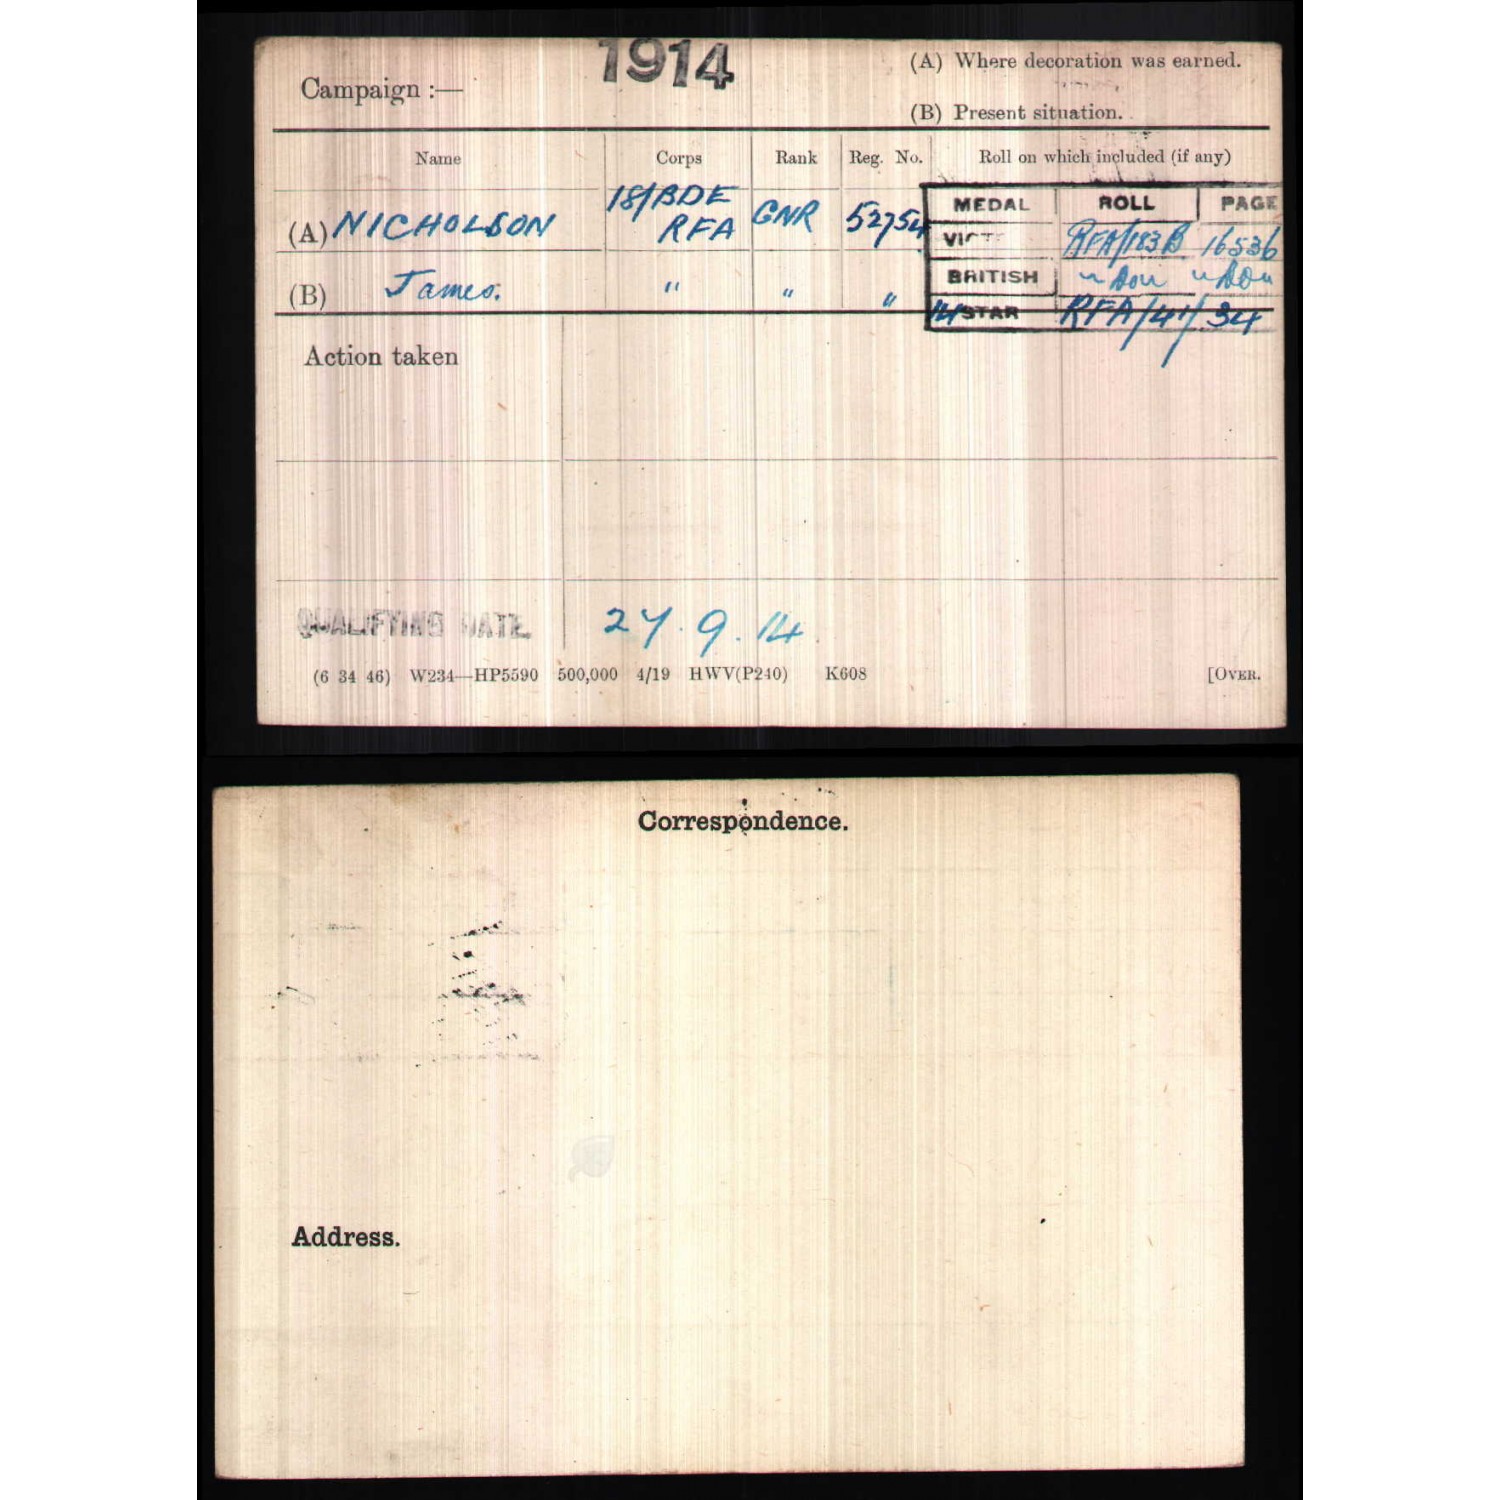 1914
Campaign :—
(A) Where decoration was earned.
(B) Present situation.
Name Corps Rank Reg. No. Roll on which included (if any)
(A) NICHOLSON 18/BDE RFA GNR 52754
MEDAL ROLL PAGE
VICT RFA/183B 16536
(B) James. " " "
BRITISH " Do " " Do "
14 STAR RFA/41/ 34
Action taken
QUALIFYING DATE 27.9.14
(6 34 46) W234—HP5590 500,000 4/19 HWV(P240) K608 [OVER.
Correspondence.
Address.